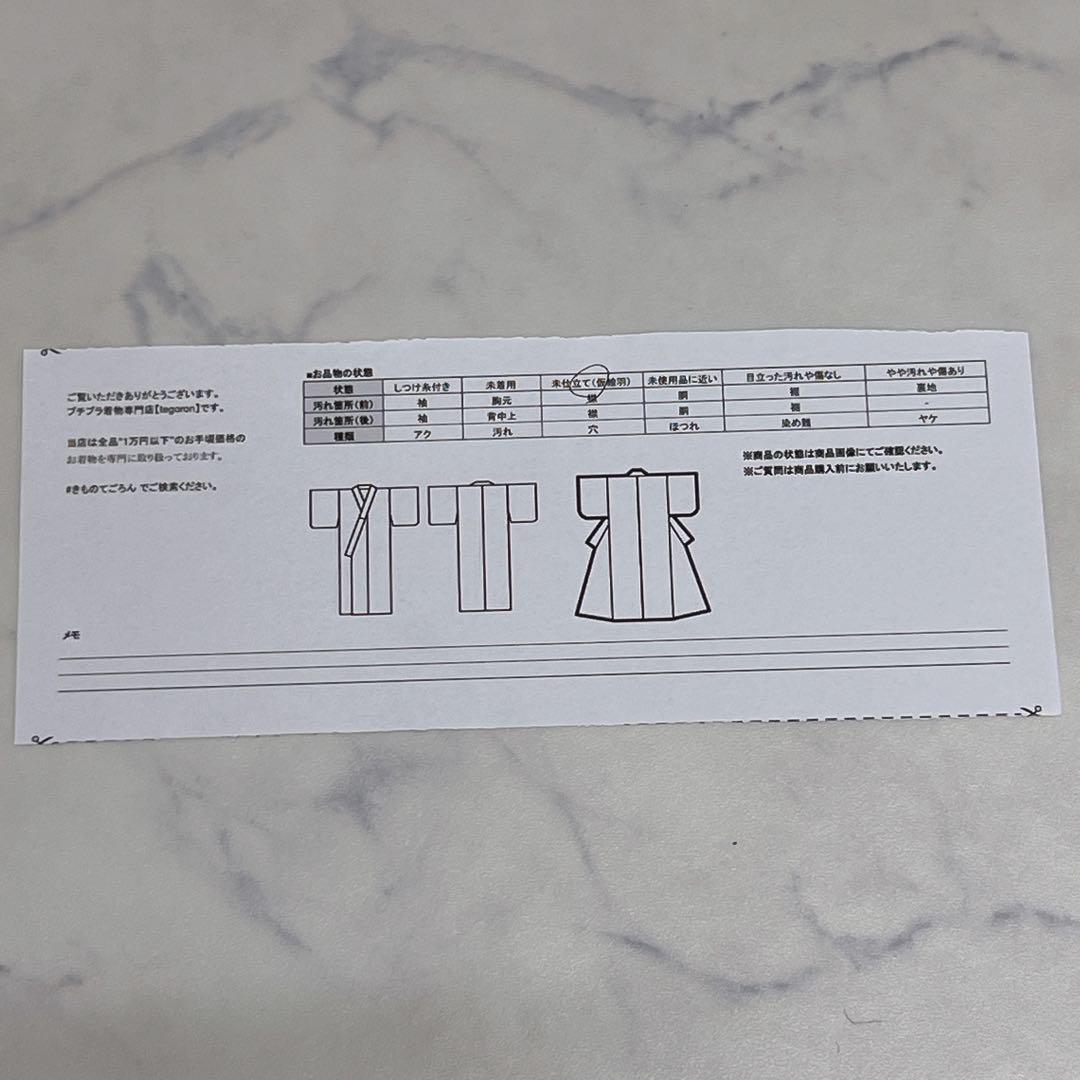 ご覧いただきありがとうございます。
プチプラ着物専門店【tegoron】です。
当店は全品"1万円以下"のお手頃価格の
お着物を専門に取り扱っております。
#きものてごろん でご検索ください。
■お品物の状態
状態 しつけ糸付き 未着用 未仕立て(仮絵羽) 未使用品に近い 目立った汚れや傷なし やや汚れや傷あり
汚れ箇所(前) 袖 胸元 襟 胴 裾 裏地
汚れ箇所(後) 袖 背中上 襟 胴 裾 -
種類 アク 汚れ 穴 ほつれ 染め難 ヤケ
※商品の状態は商品画像にてご確認ください。
※ご質問は商品購入前にお願いいたします。
メモ